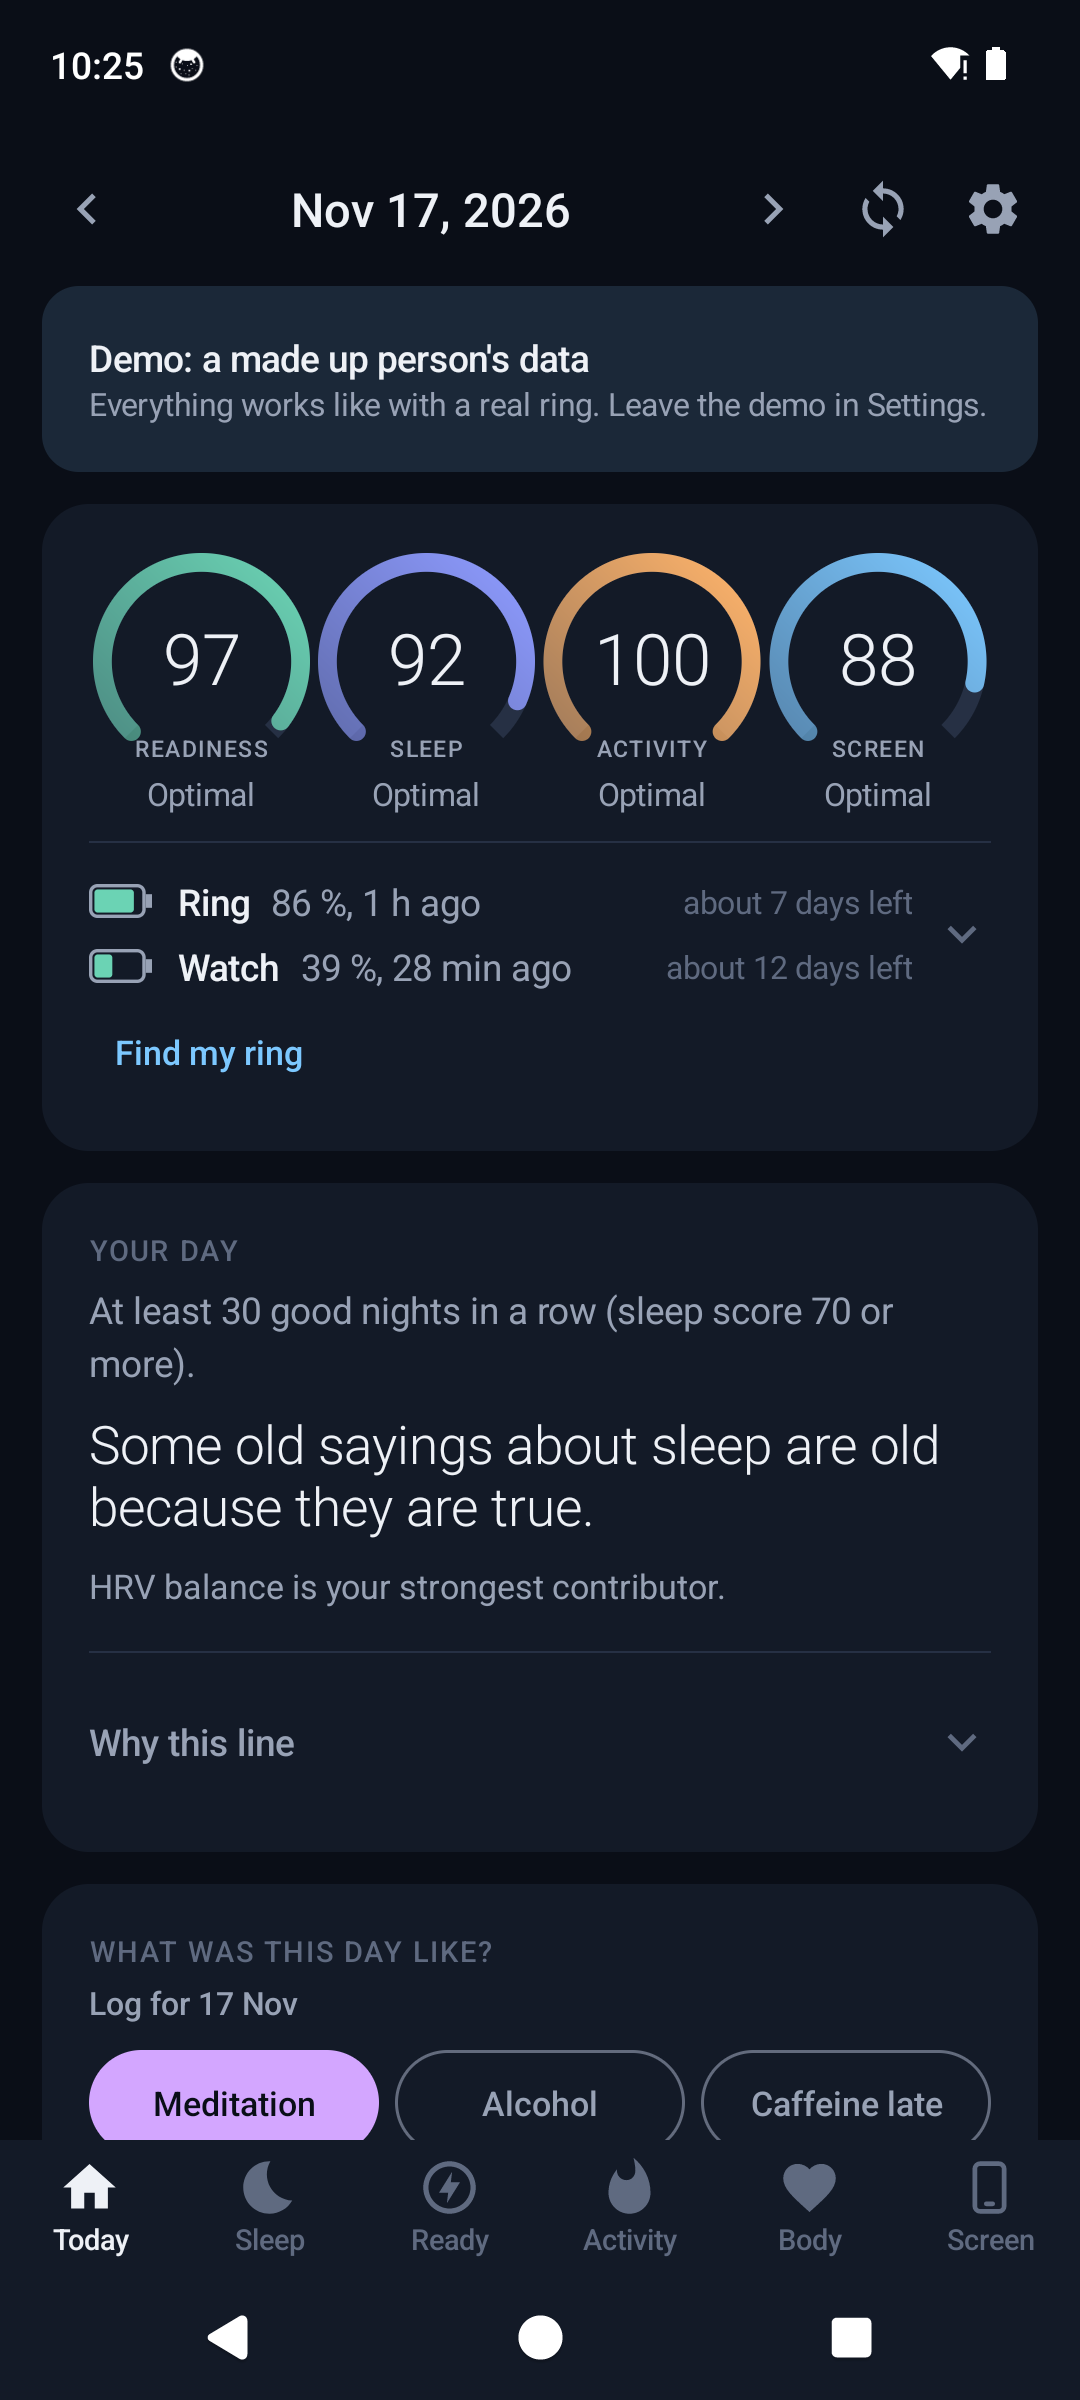 10:25
Nov 17, 2026
Demo: a made up person's data
Everything works like with a real ring. Leave the demo in Settings.
97
92
100
88
READINESS
SLEEP
ACTIVITY
SCREEN
Optimal
Optimal
Optimal
Optimal
Ring 86 %, 1 h ago
about 7 days left
Watch 39 %, 28 min ago
about 12 days left
Find my ring
YOUR DAY
At least 30 good nights in a row (sleep score 70 or
more).
Some old sayings about sleep are old
because they are true.
HRV balance is your strongest contributor.
Why this line
WHAT WAS THIS DAY LIKE?
Log for 17 Nov
Meditation
Alcohol
Caffeine late
Today
Sleep
Ready
Activity
Body
Screen